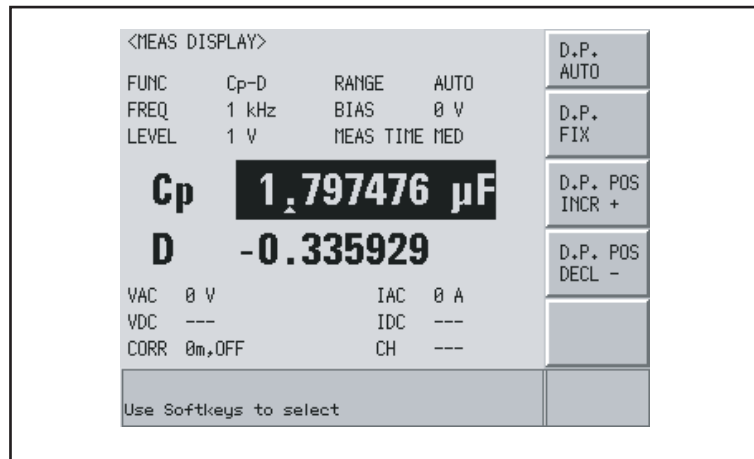 <MEAS DISPLAY>
FUNC Cp-D RANGE AUTO
FREQ 1 kHz BIAS 0 V
LEVEL 1 V MEAS TIME MED
Cp 1.797476 µF
D -0.335929
VAC 0 V IAC 0 A
VDC --- IDC ---
CORR 0m,OFF CH ---
Use Softkeys to select
D.P.
AUTO
D.P.
FIX
D.P. POS
INCR +
D.P. POS
DECL -